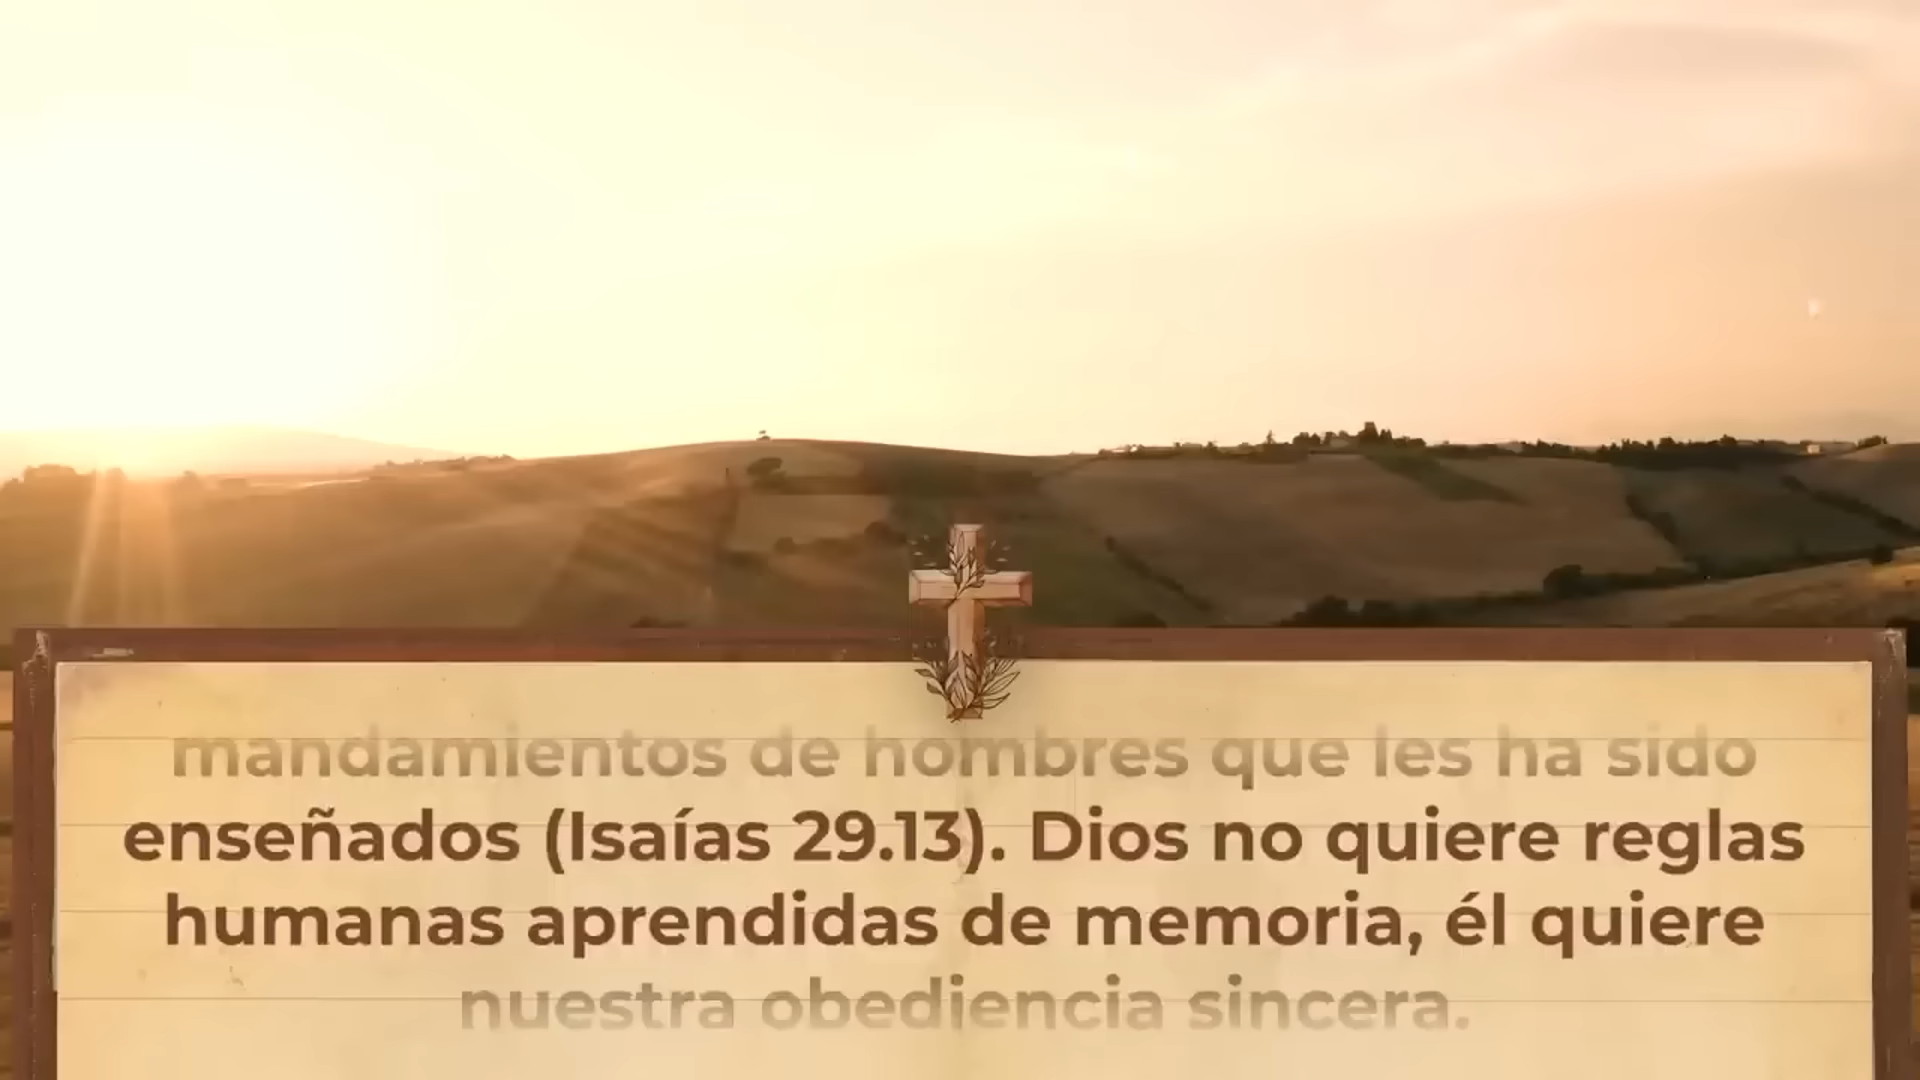 mandamientos de hombres que les ha sido
enseñados (Isaías 29.13). Dios no quiere reglas
humanas aprendidas de memoria, él quiere
nuestra obediencia sincera.